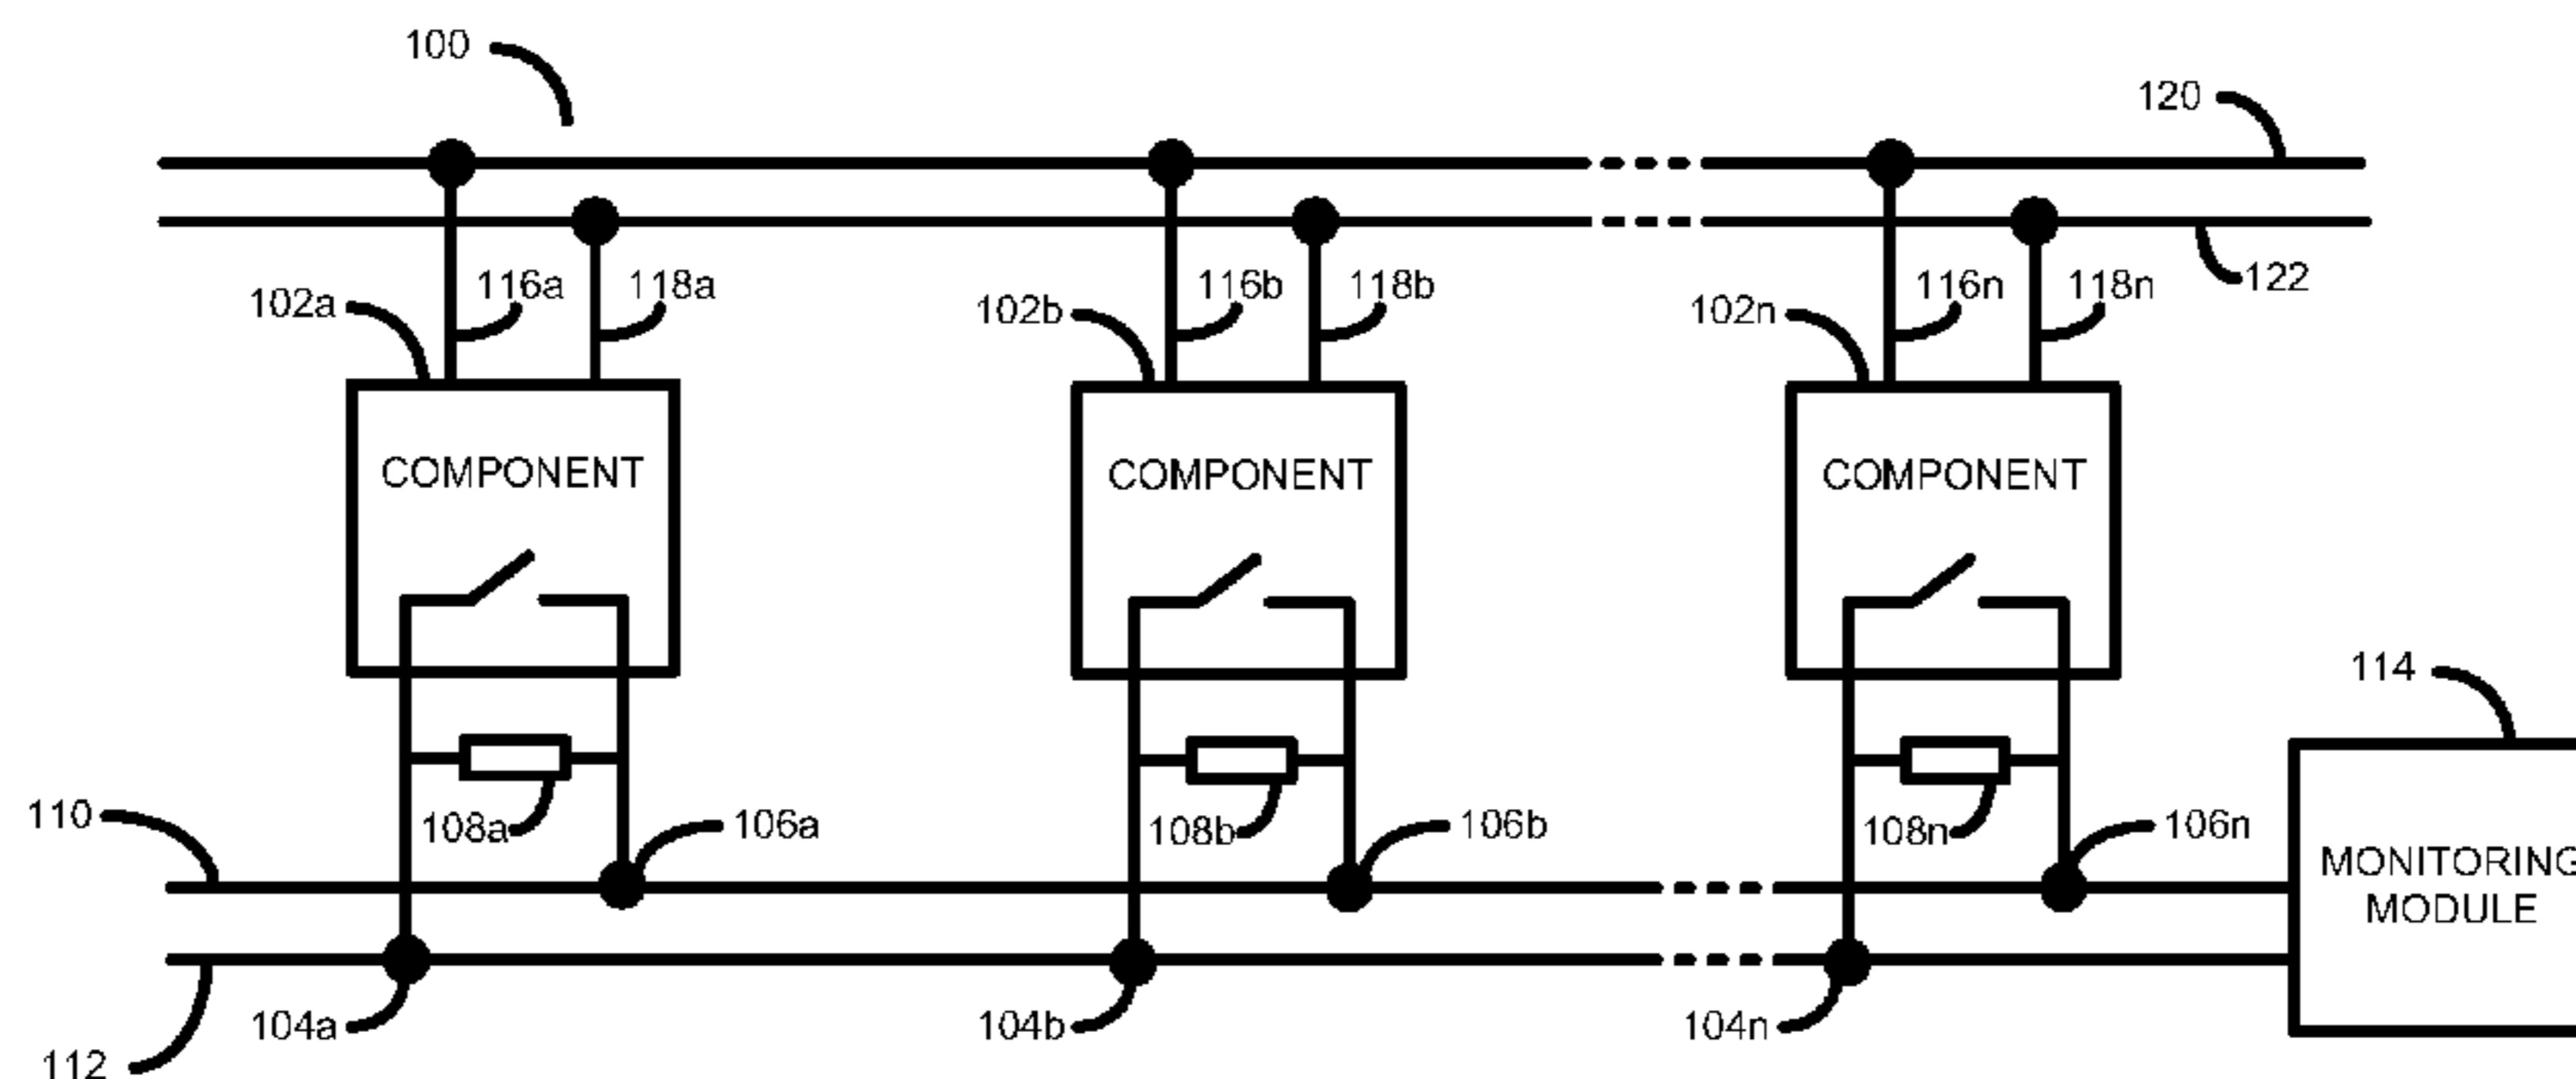 100
120
116a
118a
116b
118b
116n
118n
122
102a
102b
102n
COMPONENT
COMPONENT
COMPONENT
114
110
108a
106a
108b
106b
108n
106n
MONITORING
MODULE
104a
104b
104n
112